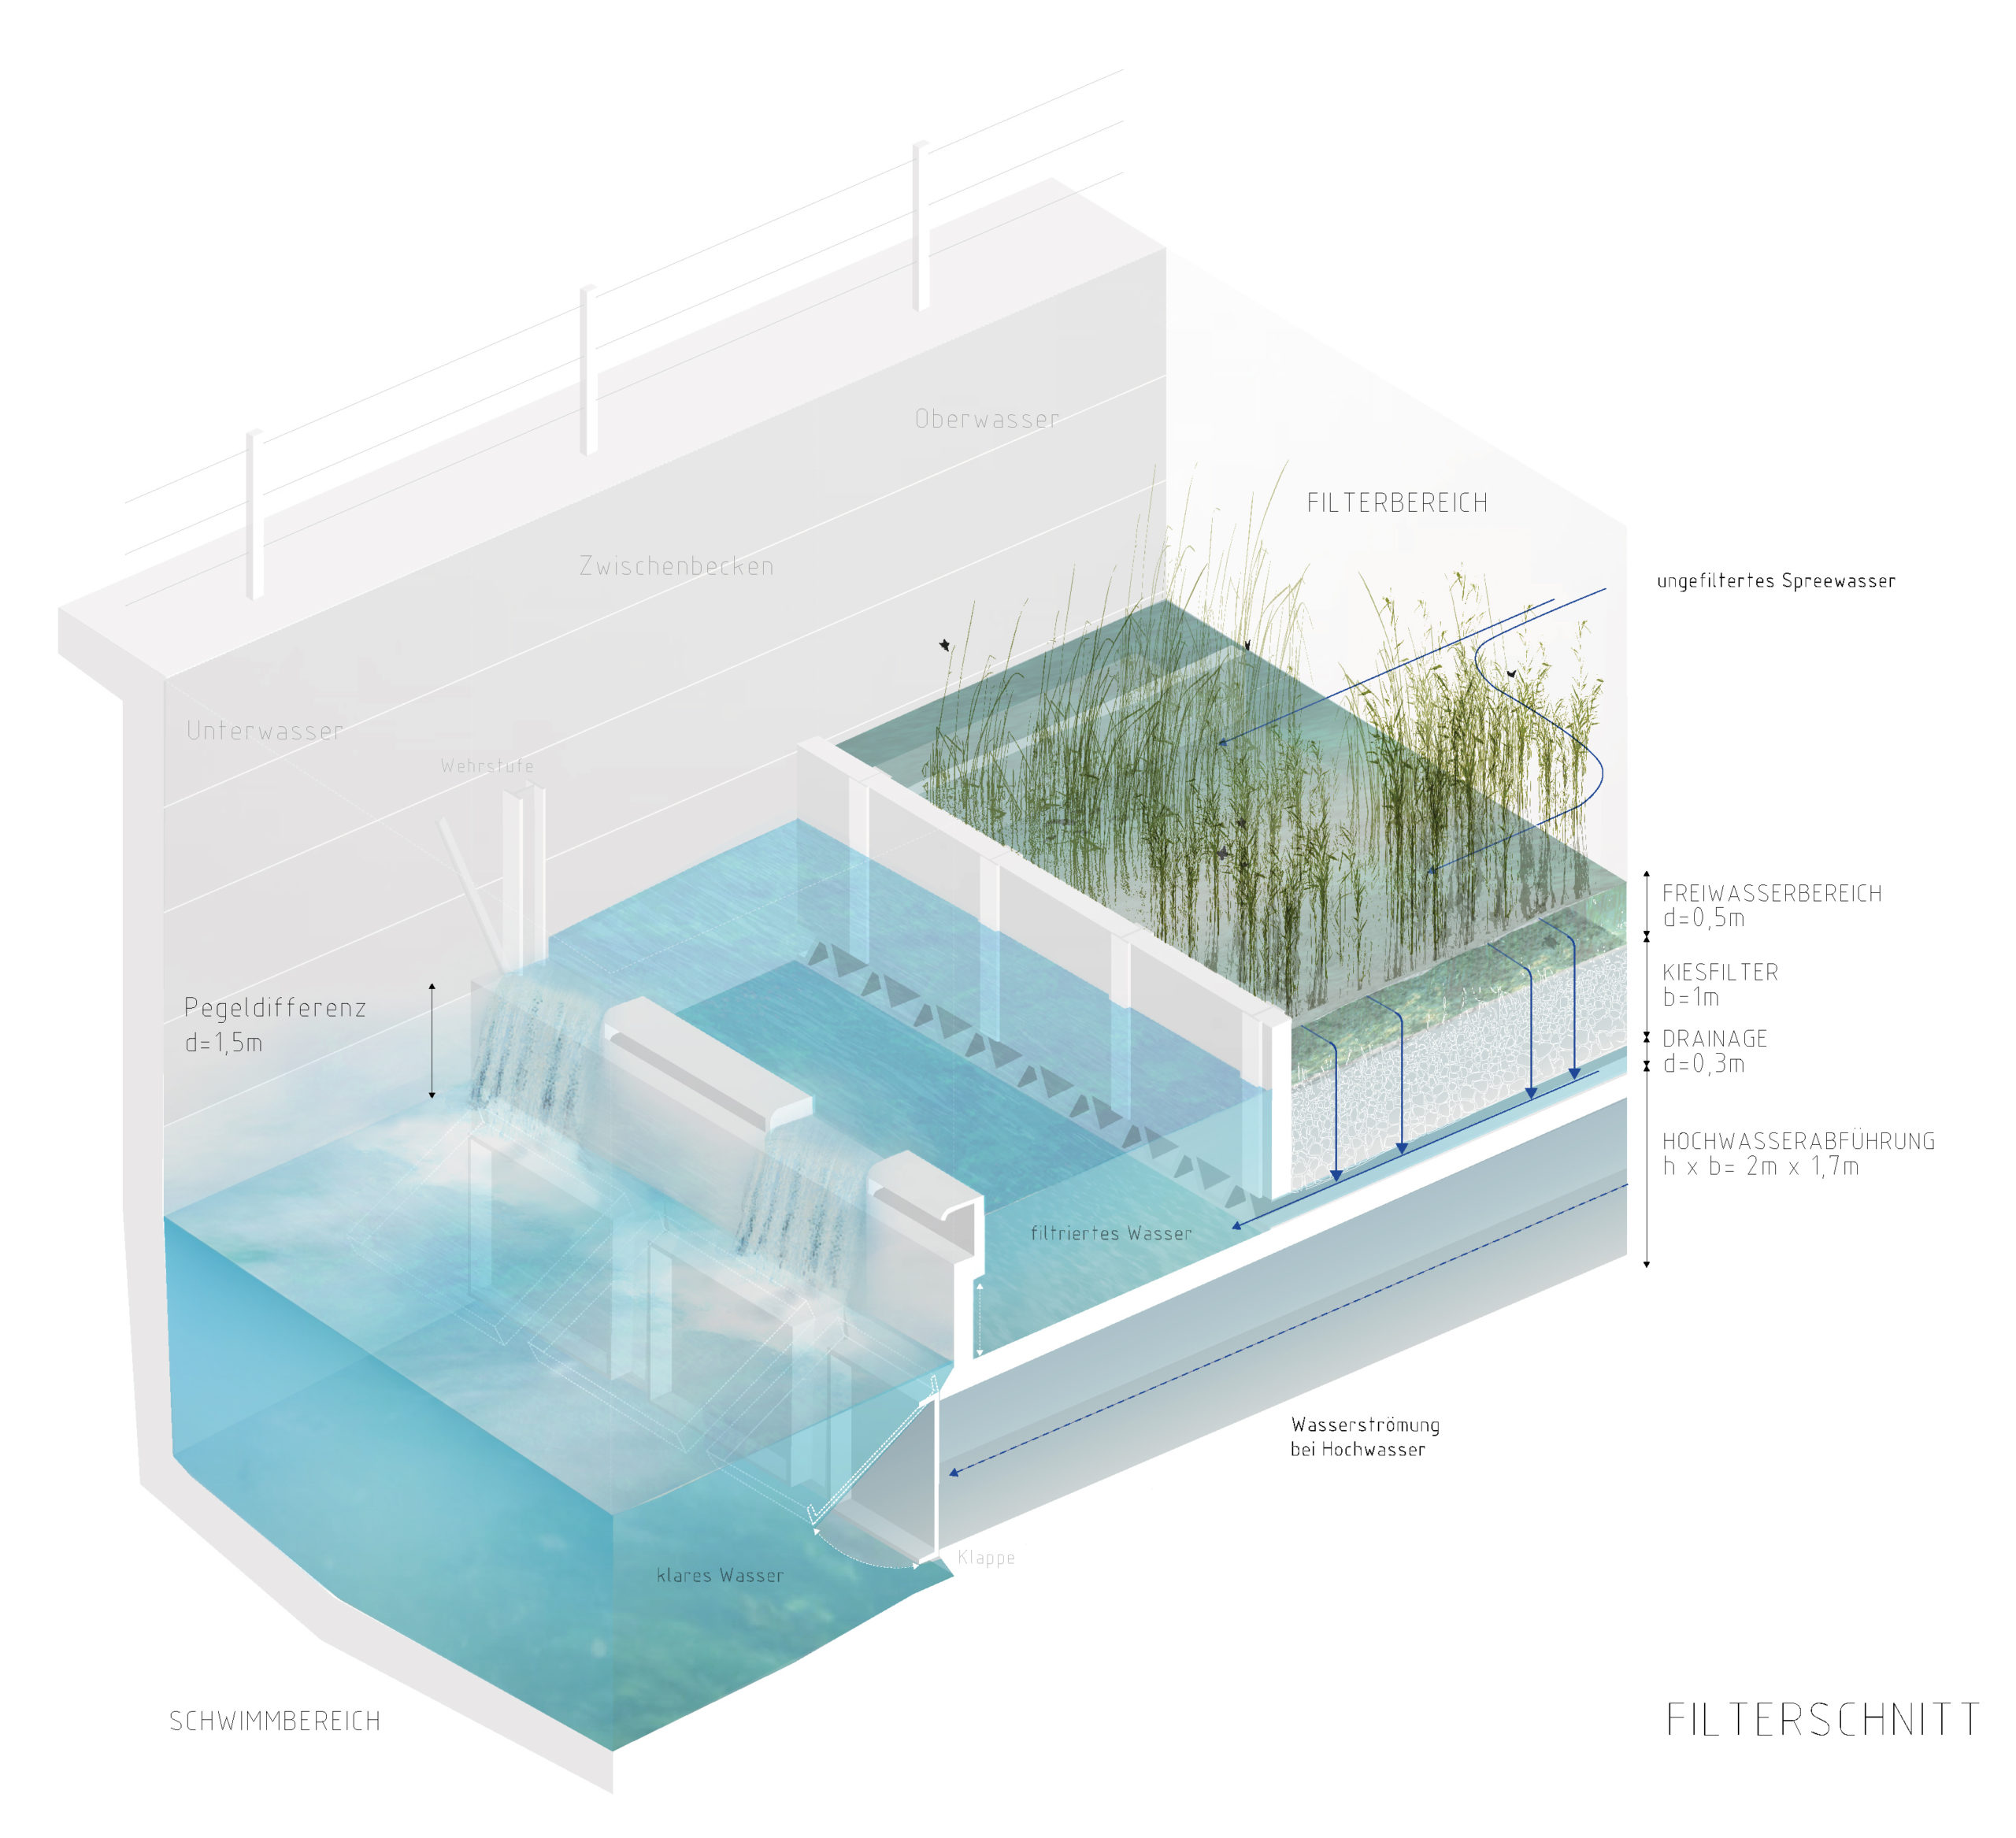 Oberwasser
FILTERBEREICH
Zwischenbecken
ungefiltertes Spreewasser
Unterwasser
Wehrstufe
FREIWASSERBEREICH
d=0,5m
KIESFILTER
b=1m
Pegeldifferenz
d=1,5m
DRAINAGE
d=0,3m
HOCHWASSERABFÜHRUNG
h x b= 2m x 1,7m
filtriertes Wasser
Wasserströmung
bei Hochwasser
Klappe
klares Wasser
SCHWIMMBEREICH
FILTERSCHNITT